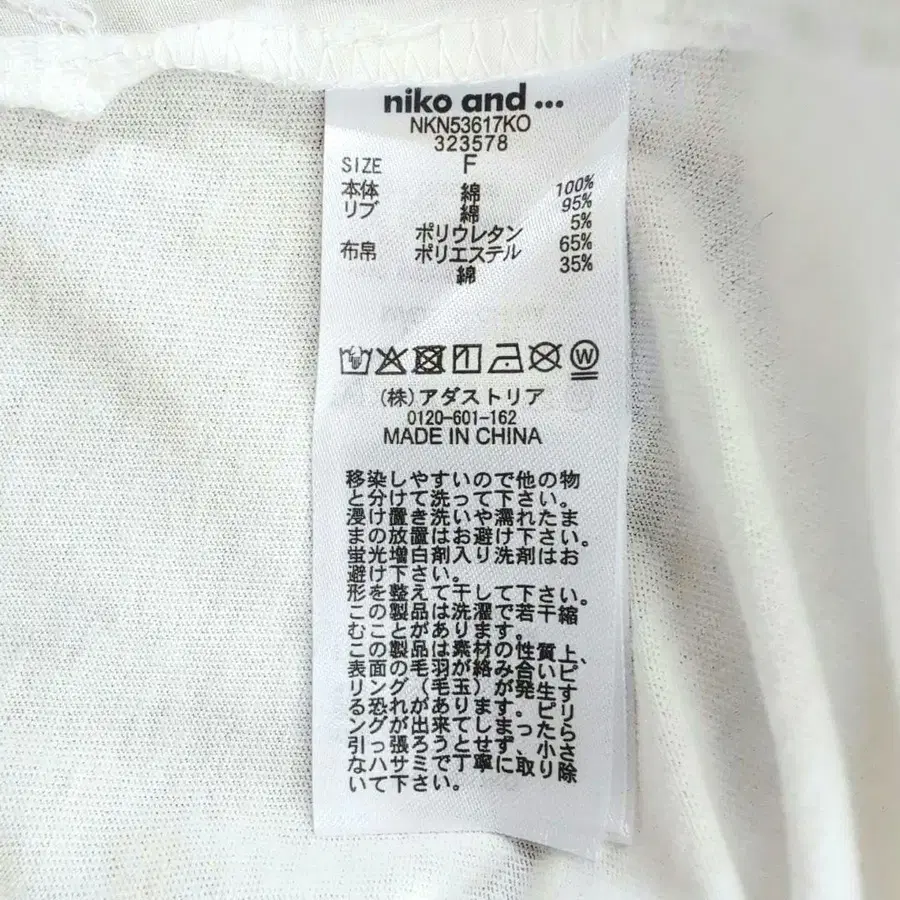 niko and ...
NKN53617KO
323578
SIZE F
本体 綿 100%
リブ 綿 95%
ポリウレタン 5%
布帛 ポリエステル 65%
綿 35%
W
(株)アダストリア
0120-601-162
MADE IN CHINA
移染しやすいので他の物
と分けて洗って下さい。
浸け置き洗いや濡れたま
まの放置はお避け下さい。
蛍光増白剤入り洗剤はお
避け下さい。
形を整えて干して下さい。
この製品は洗濯で若干縮
むことがあります。
この製品は素材の性質上、
表面の毛羽が絡み合いピ
リング(毛玉)が発生す
る恐れがあります。ピリ
ングが出来てしまったら
引っ張ろうとせず、小さ
なハサミで丁寧に取り除
いて下さい。